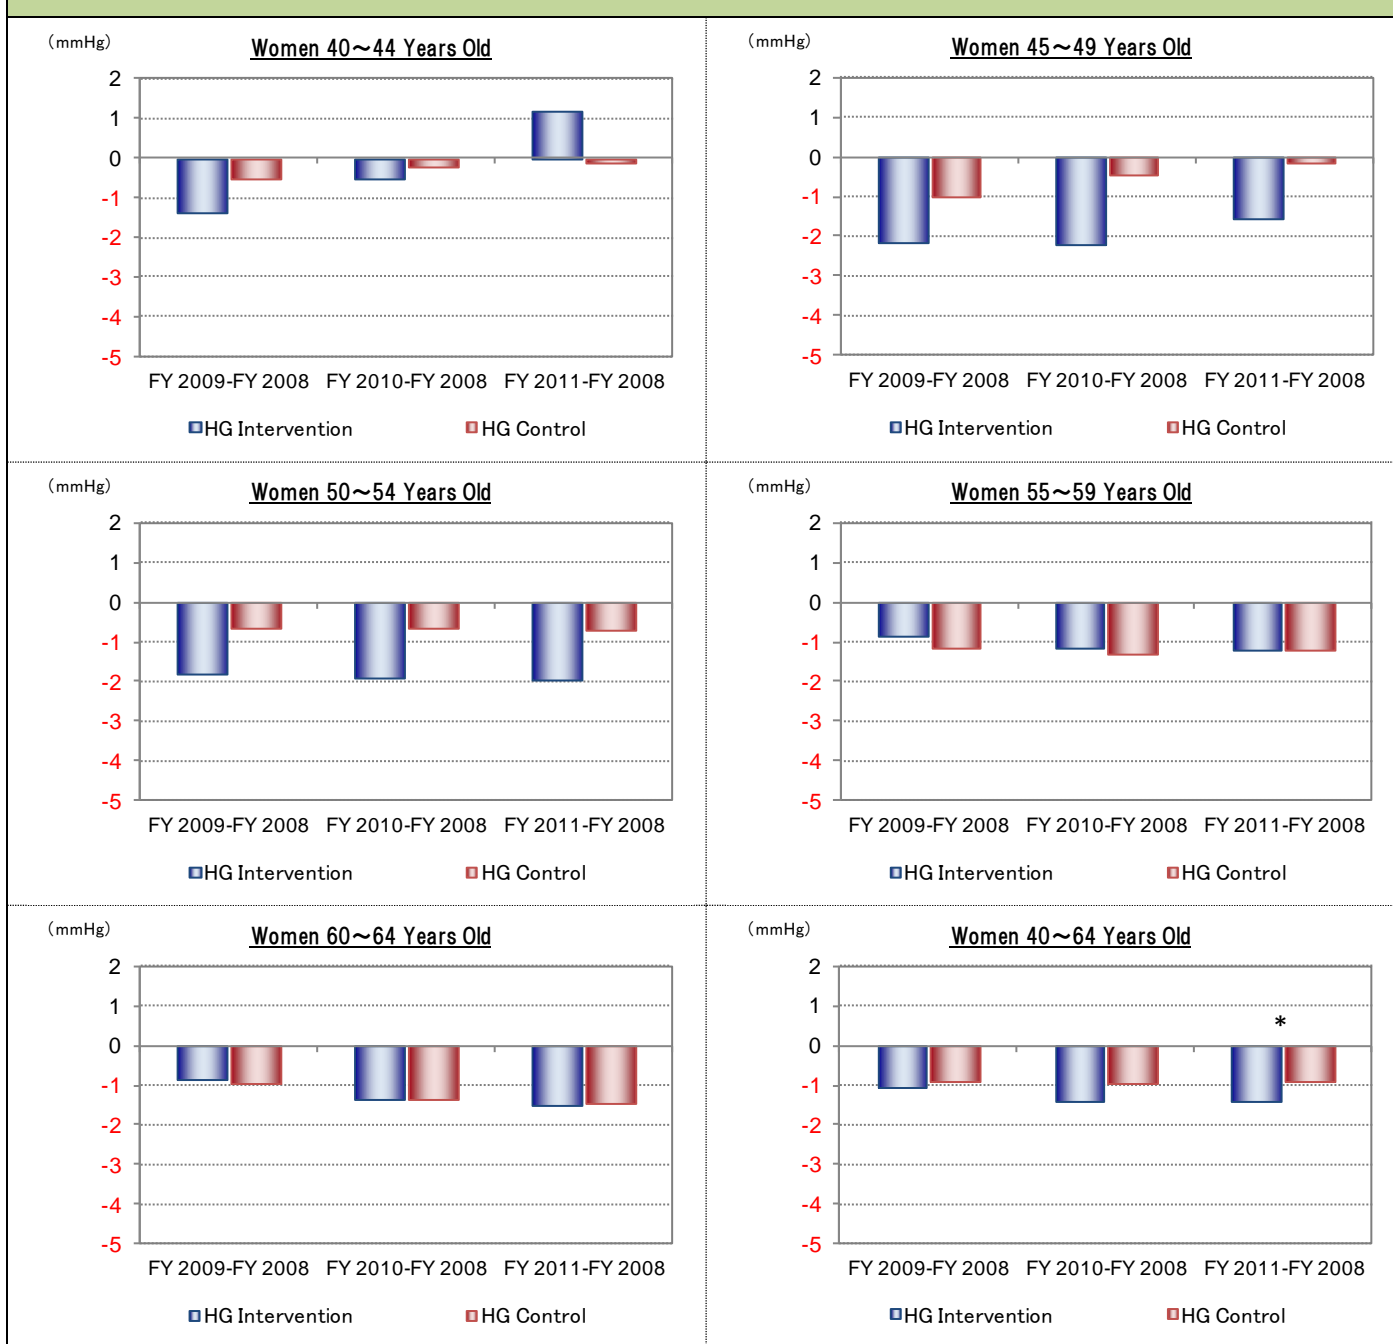 (mmHg)
Women 40～44 Years Old
2
1
0
-1
-2
-3
-4
-5
FY 2009-FY 2008 FY 2010-FY 2008 FY 2011-FY 2008
HG Intervention HG Control
(mmHg)
Women 45～49 Years Old
2
1
0
-1
-2
-3
-4
-5
FY 2009-FY 2008 FY 2010-FY 2008 FY 2011-FY 2008
HG Intervention HG Control
(mmHg)
Women 50～54 Years Old
2
1
0
-1
-2
-3
-4
-5
FY 2009-FY 2008 FY 2010-FY 2008 FY 2011-FY 2008
HG Intervention HG Control
(mmHg)
Women 55～59 Years Old
2
1
0
-1
-2
-3
-4
-5
FY 2009-FY 2008 FY 2010-FY 2008 FY 2011-FY 2008
HG Intervention HG Control
(mmHg)
Women 60～64 Years Old
2
1
0
-1
-2
-3
-4
-5
FY 2009-FY 2008 FY 2010-FY 2008 FY 2011-FY 2008
HG Intervention HG Control
(mmHg)
Women 40～64 Years Old
2
1
*
0
-1
-2
-3
-4
-5
FY 2009-FY 2008 FY 2010-FY 2008 FY 2011-FY 2008
HG Intervention HG Control